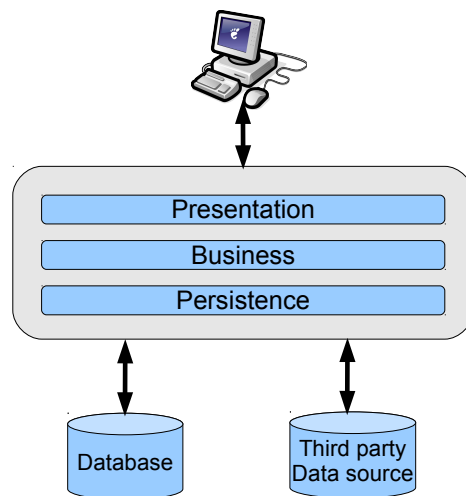 Presentation
Business
Persistence
Database
Third party
Data source